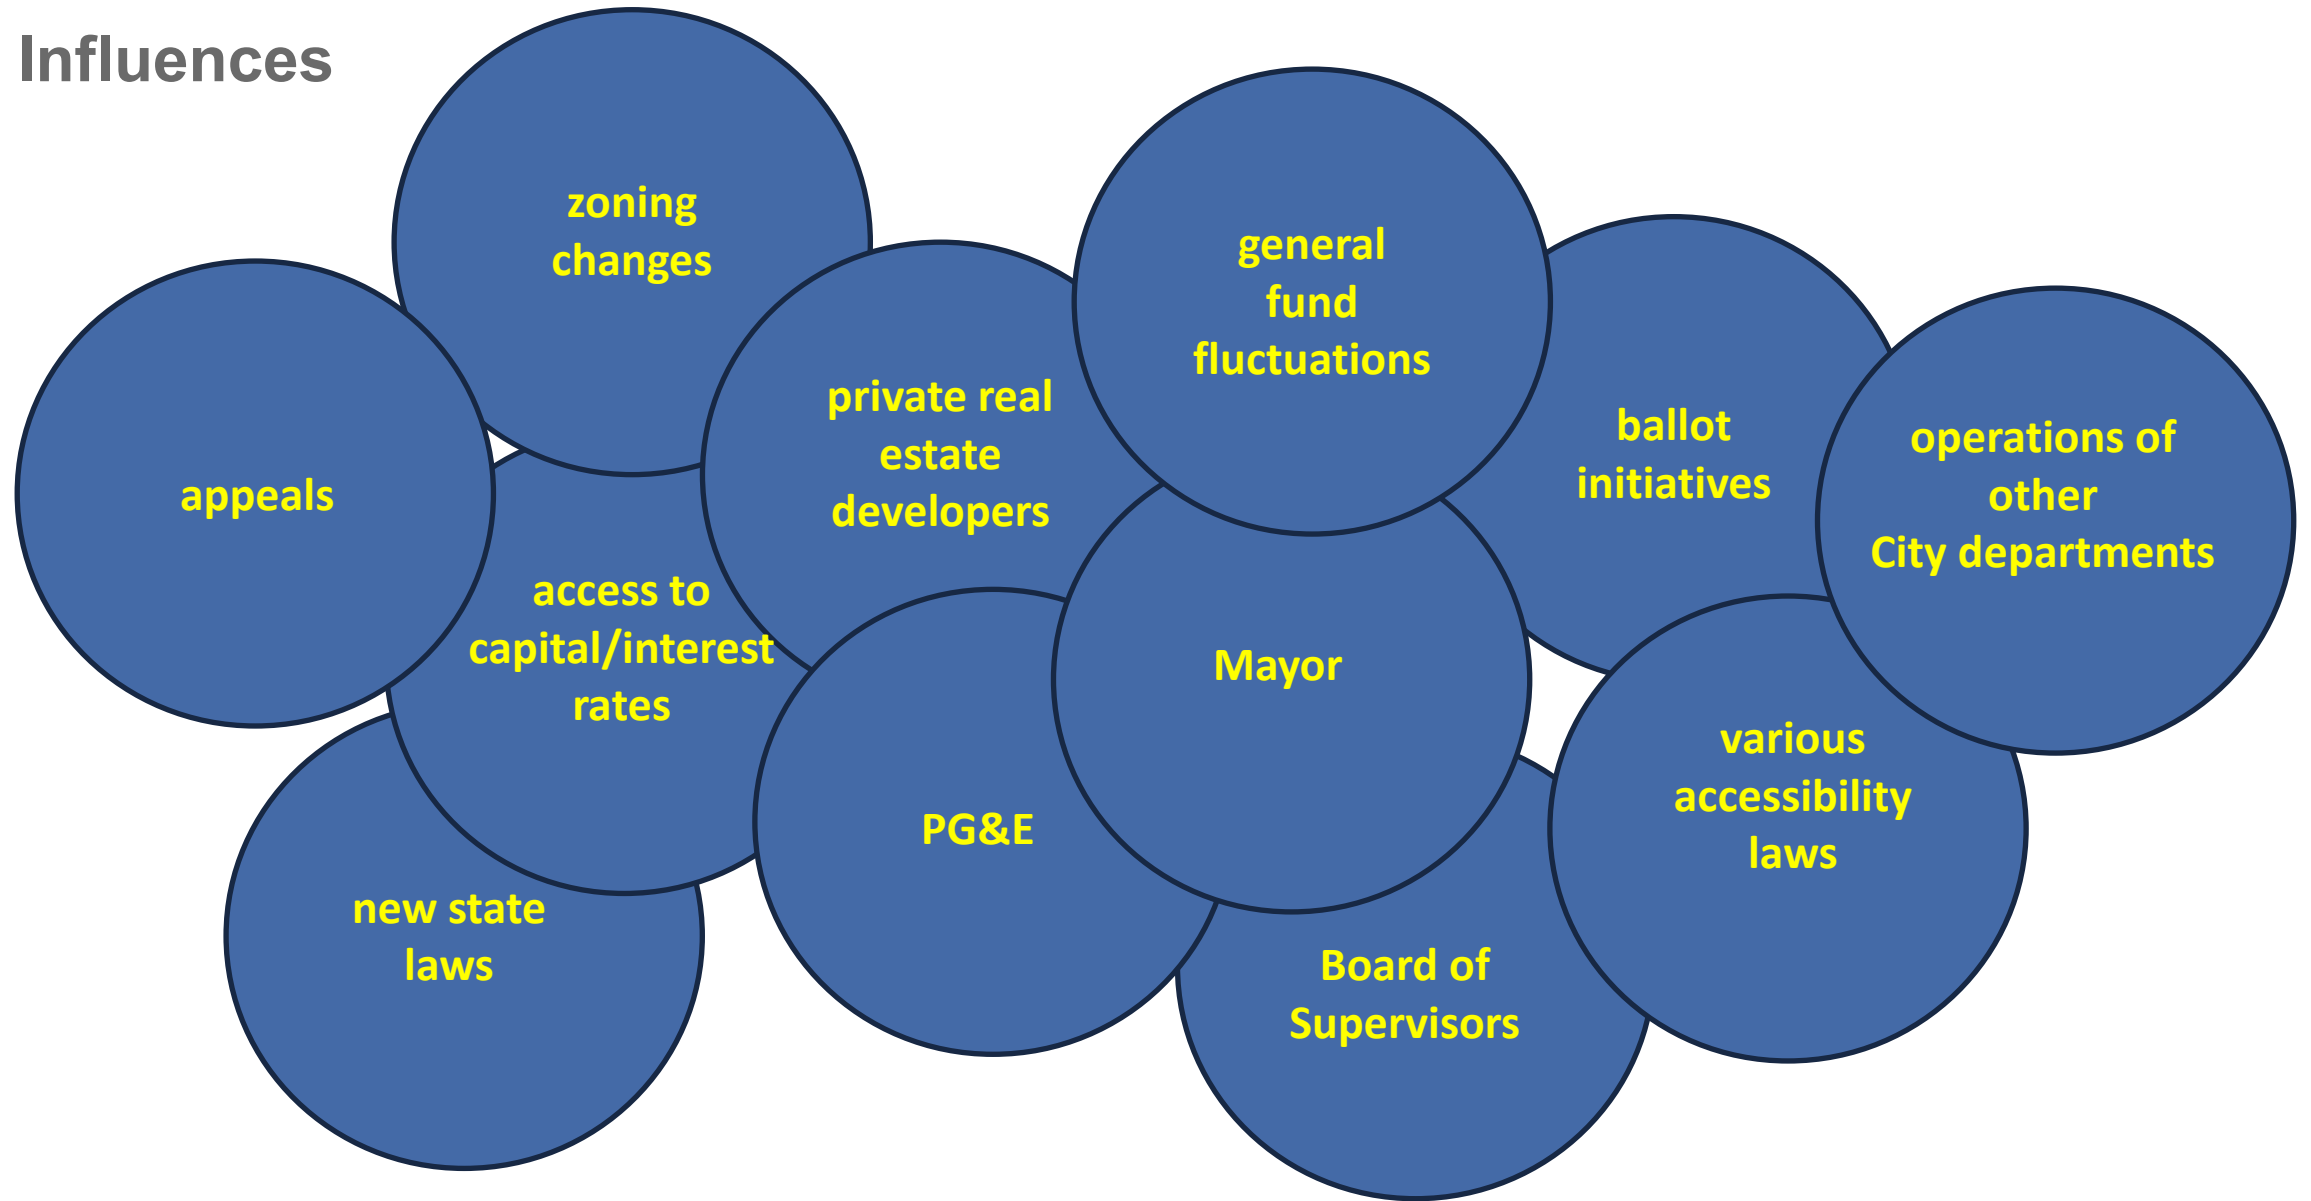 Influences
zoning
changes
general
fund
fluctuations
private real
estate
developers
ballot
initiatives
operations of
other
City departments
appeals
access to
capital/interest
rates
Mayor
various
accessibility
laws
PG&E
new state
laws
Board of
Supervisors